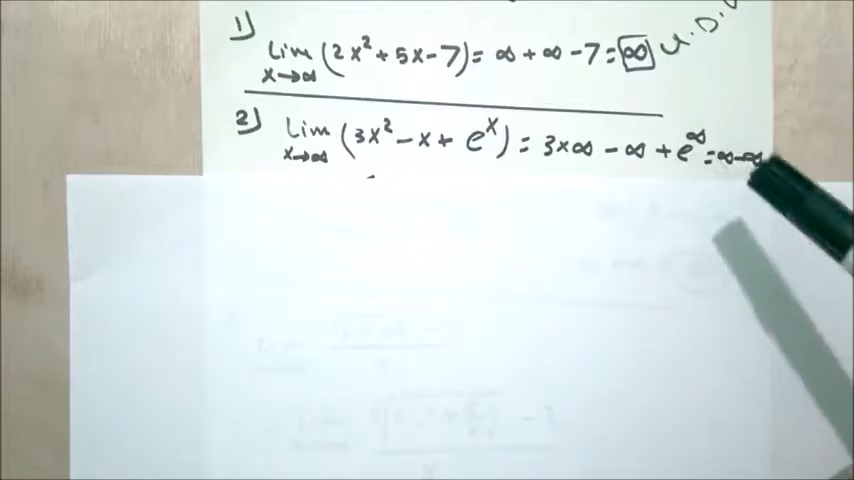 1)
lim (2x² + 5x - 7) = ∞ + ∞ - 7 = ∞ U.D.
x→∞
2)
lim (3x² - x + eˣ) = 3×∞ - ∞ + e^∞ = ∞-∞
x→∞